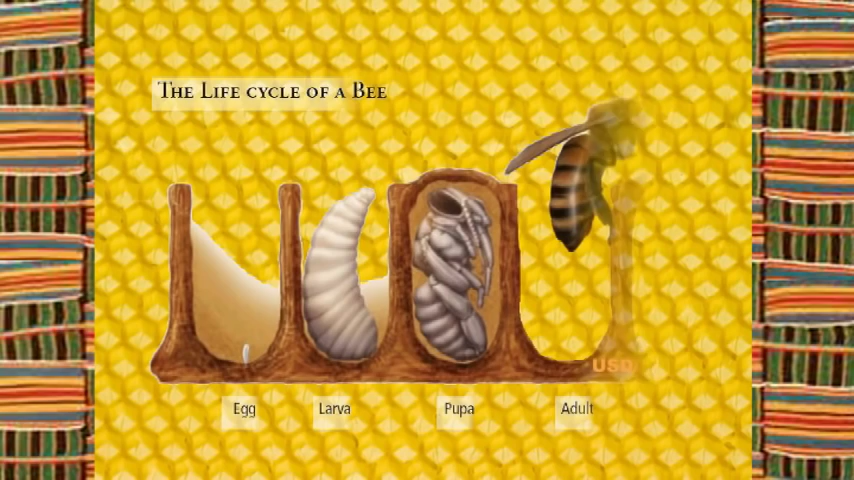 The Life cycle of a Bee
USD
Egg
Larva
Pupa
Adult